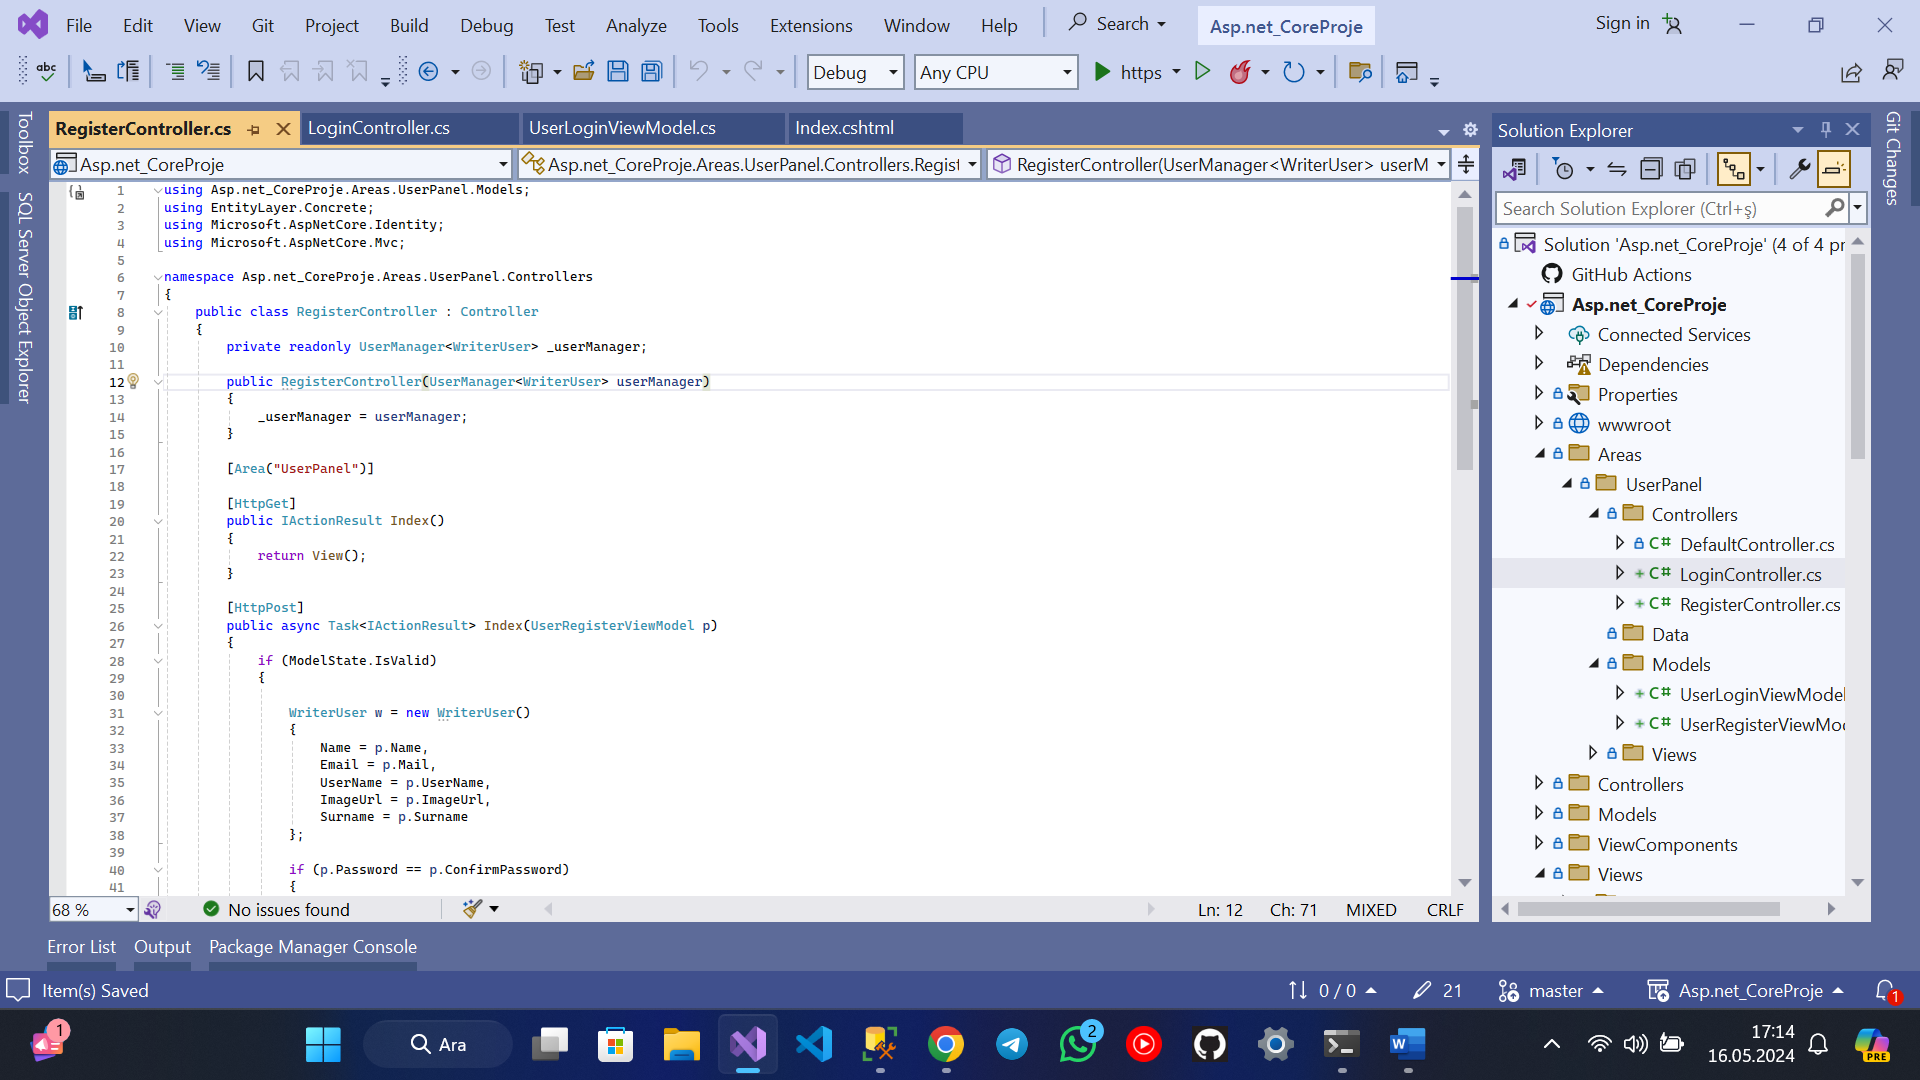 File Edit View Git Project Build Debug Test Analyze Tools Extensions Window Help Search Asp.net_CoreProje Sign in
abc Debug Any CPU https
Toolbox
SQL Server Object Explorer
RegisterController.cs LoginController.cs UserLoginViewModel.cs Index.cshtml
Asp.net_CoreProje Asp.net_CoreProje.Areas.UserPanel.Controllers.Regist RegisterController(UserManager<WriterUser> userM
1 using Asp.net_CoreProje.Areas.UserPanel.Models;
2 using EntityLayer.Concrete;
3 using Microsoft.AspNetCore.Identity;
4 using Microsoft.AspNetCore.Mvc;
5
6 namespace Asp.net_CoreProje.Areas.UserPanel.Controllers
7 {
8 public class RegisterController : Controller
9 {
10 private readonly UserManager<WriterUser> _userManager;
11
12 public RegisterController(UserManager<WriterUser> userManager)
13 {
14 _userManager = userManager;
15 }
16
17 [Area("UserPanel")]
18
19 [HttpGet]
20 public IActionResult Index()
21 {
22 return View();
23 }
24
25 [HttpPost]
26 public async Task<IActionResult> Index(UserRegisterViewModel p)
27 {
28 if (ModelState.IsValid)
29 {
30
31 WriterUser w = new WriterUser()
32 {
33 Name = p.Name,
34 Email = p.Mail,
35 UserName = p.UserName,
36 ImageUrl = p.ImageUrl,
37 Surname = p.Surname
38 };
39
40 if (p.Password == p.ConfirmPassword)
41 {
68 % No issues found Ln: 12 Ch: 71 MIXED CRLF
Solution Explorer
Search Solution Explorer (Ctrl+ş)
Solution 'Asp.net_CoreProje' (4 of 4 pr
GitHub Actions
Asp.net_CoreProje
Connected Services
Dependencies
Properties
wwwroot
Areas
UserPanel
Controllers
C# DefaultController.cs
C# LoginController.cs
C# RegisterController.cs
Data
Models
C# UserLoginViewModel
C# UserRegisterViewMo
Views
Controllers
Models
ViewComponents
Views
Git Changes
Error List Output Package Manager Console
Item(s) Saved 0 / 0 21 master Asp.net_CoreProje 1
1 Ara 2 W 17:14 PRE
16.05.2024